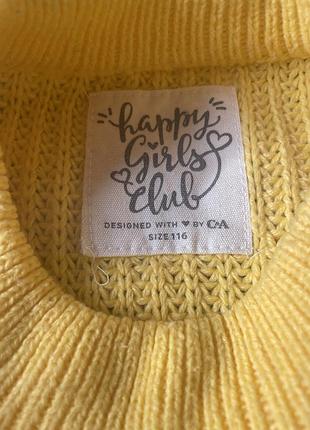 happy
Girls
club
DESIGNED WITH ♥ BY C&A
SIZE 116